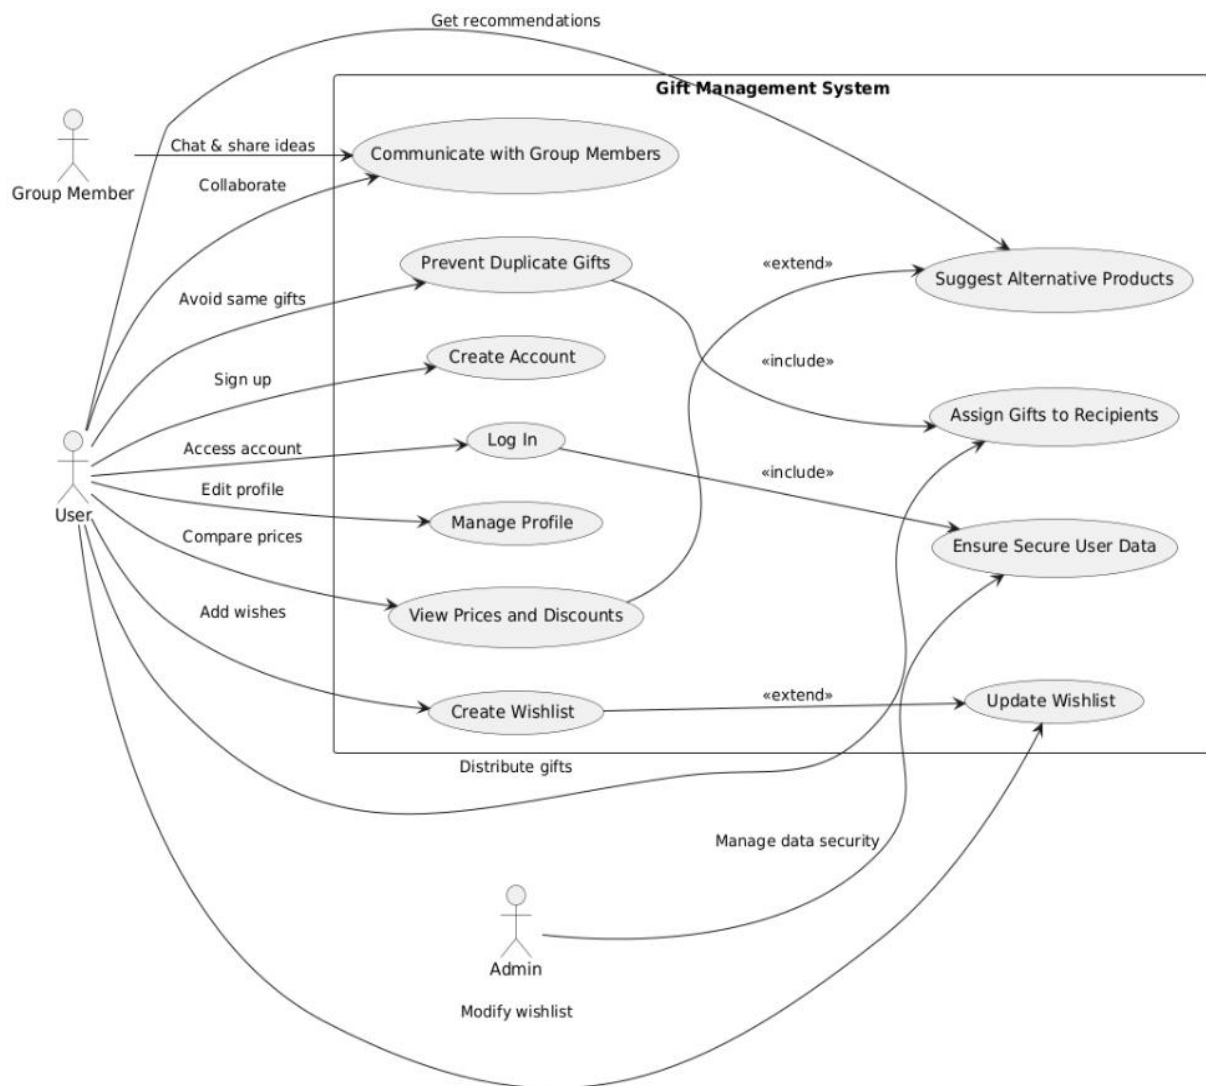 Get recommendations
Gift Management System
Chat & share ideas
Communicate with Group Members
Group Member
Collaborate
Prevent Duplicate Gifts
«extend»
Suggest Alternative Products
Avoid same gifts
Create Account
«include»
Sign up
Assign Gifts to Recipients
Log In
Access account
«include»
Edit profile
User
Manage Profile
Compare prices
Ensure Secure User Data
View Prices and Discounts
Add wishes
«extend»
Update Wishlist
Create Wishlist
Distribute gifts
Manage data security
Admin
Modify wishlist